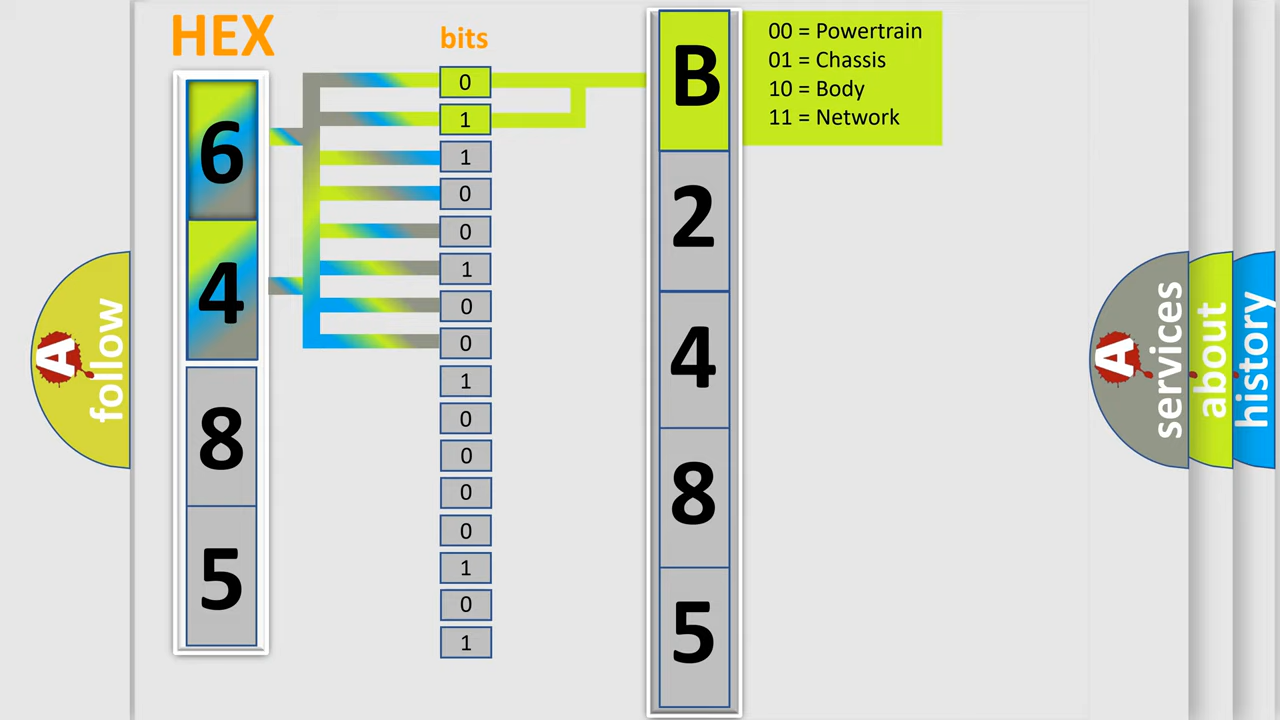 HEX
6
4
8
5
bits
0
1
1
0
0
1
0
0
1
0
0
0
0
1
0
1
B
2
4
8
5
00 = Powertrain
01 = Chassis
10 = Body
11 = Network
A
follow
A
services
about
history